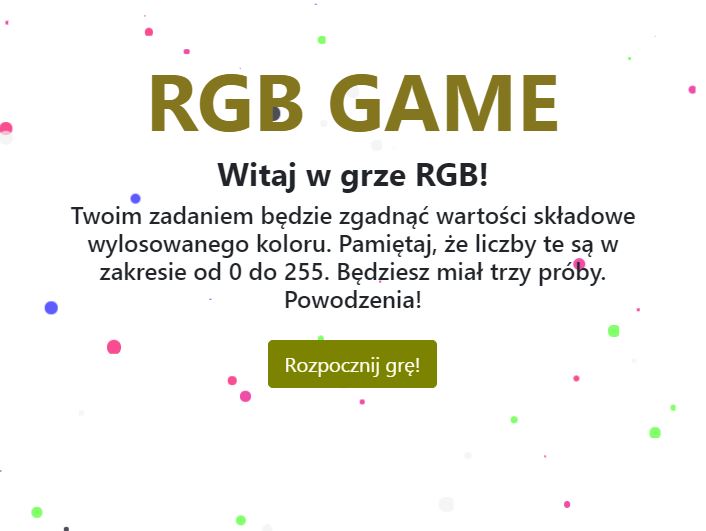 RGB GAME
Witaj w grze RGB!
Twoim zadaniem będzie zgadnąć wartości składowe
wylosowanego koloru. Pamiętaj, że liczby te są w
zakresie od 0 do 255. Będziesz miał trzy próby.
Powodzenia!
Rozpocznij grę!